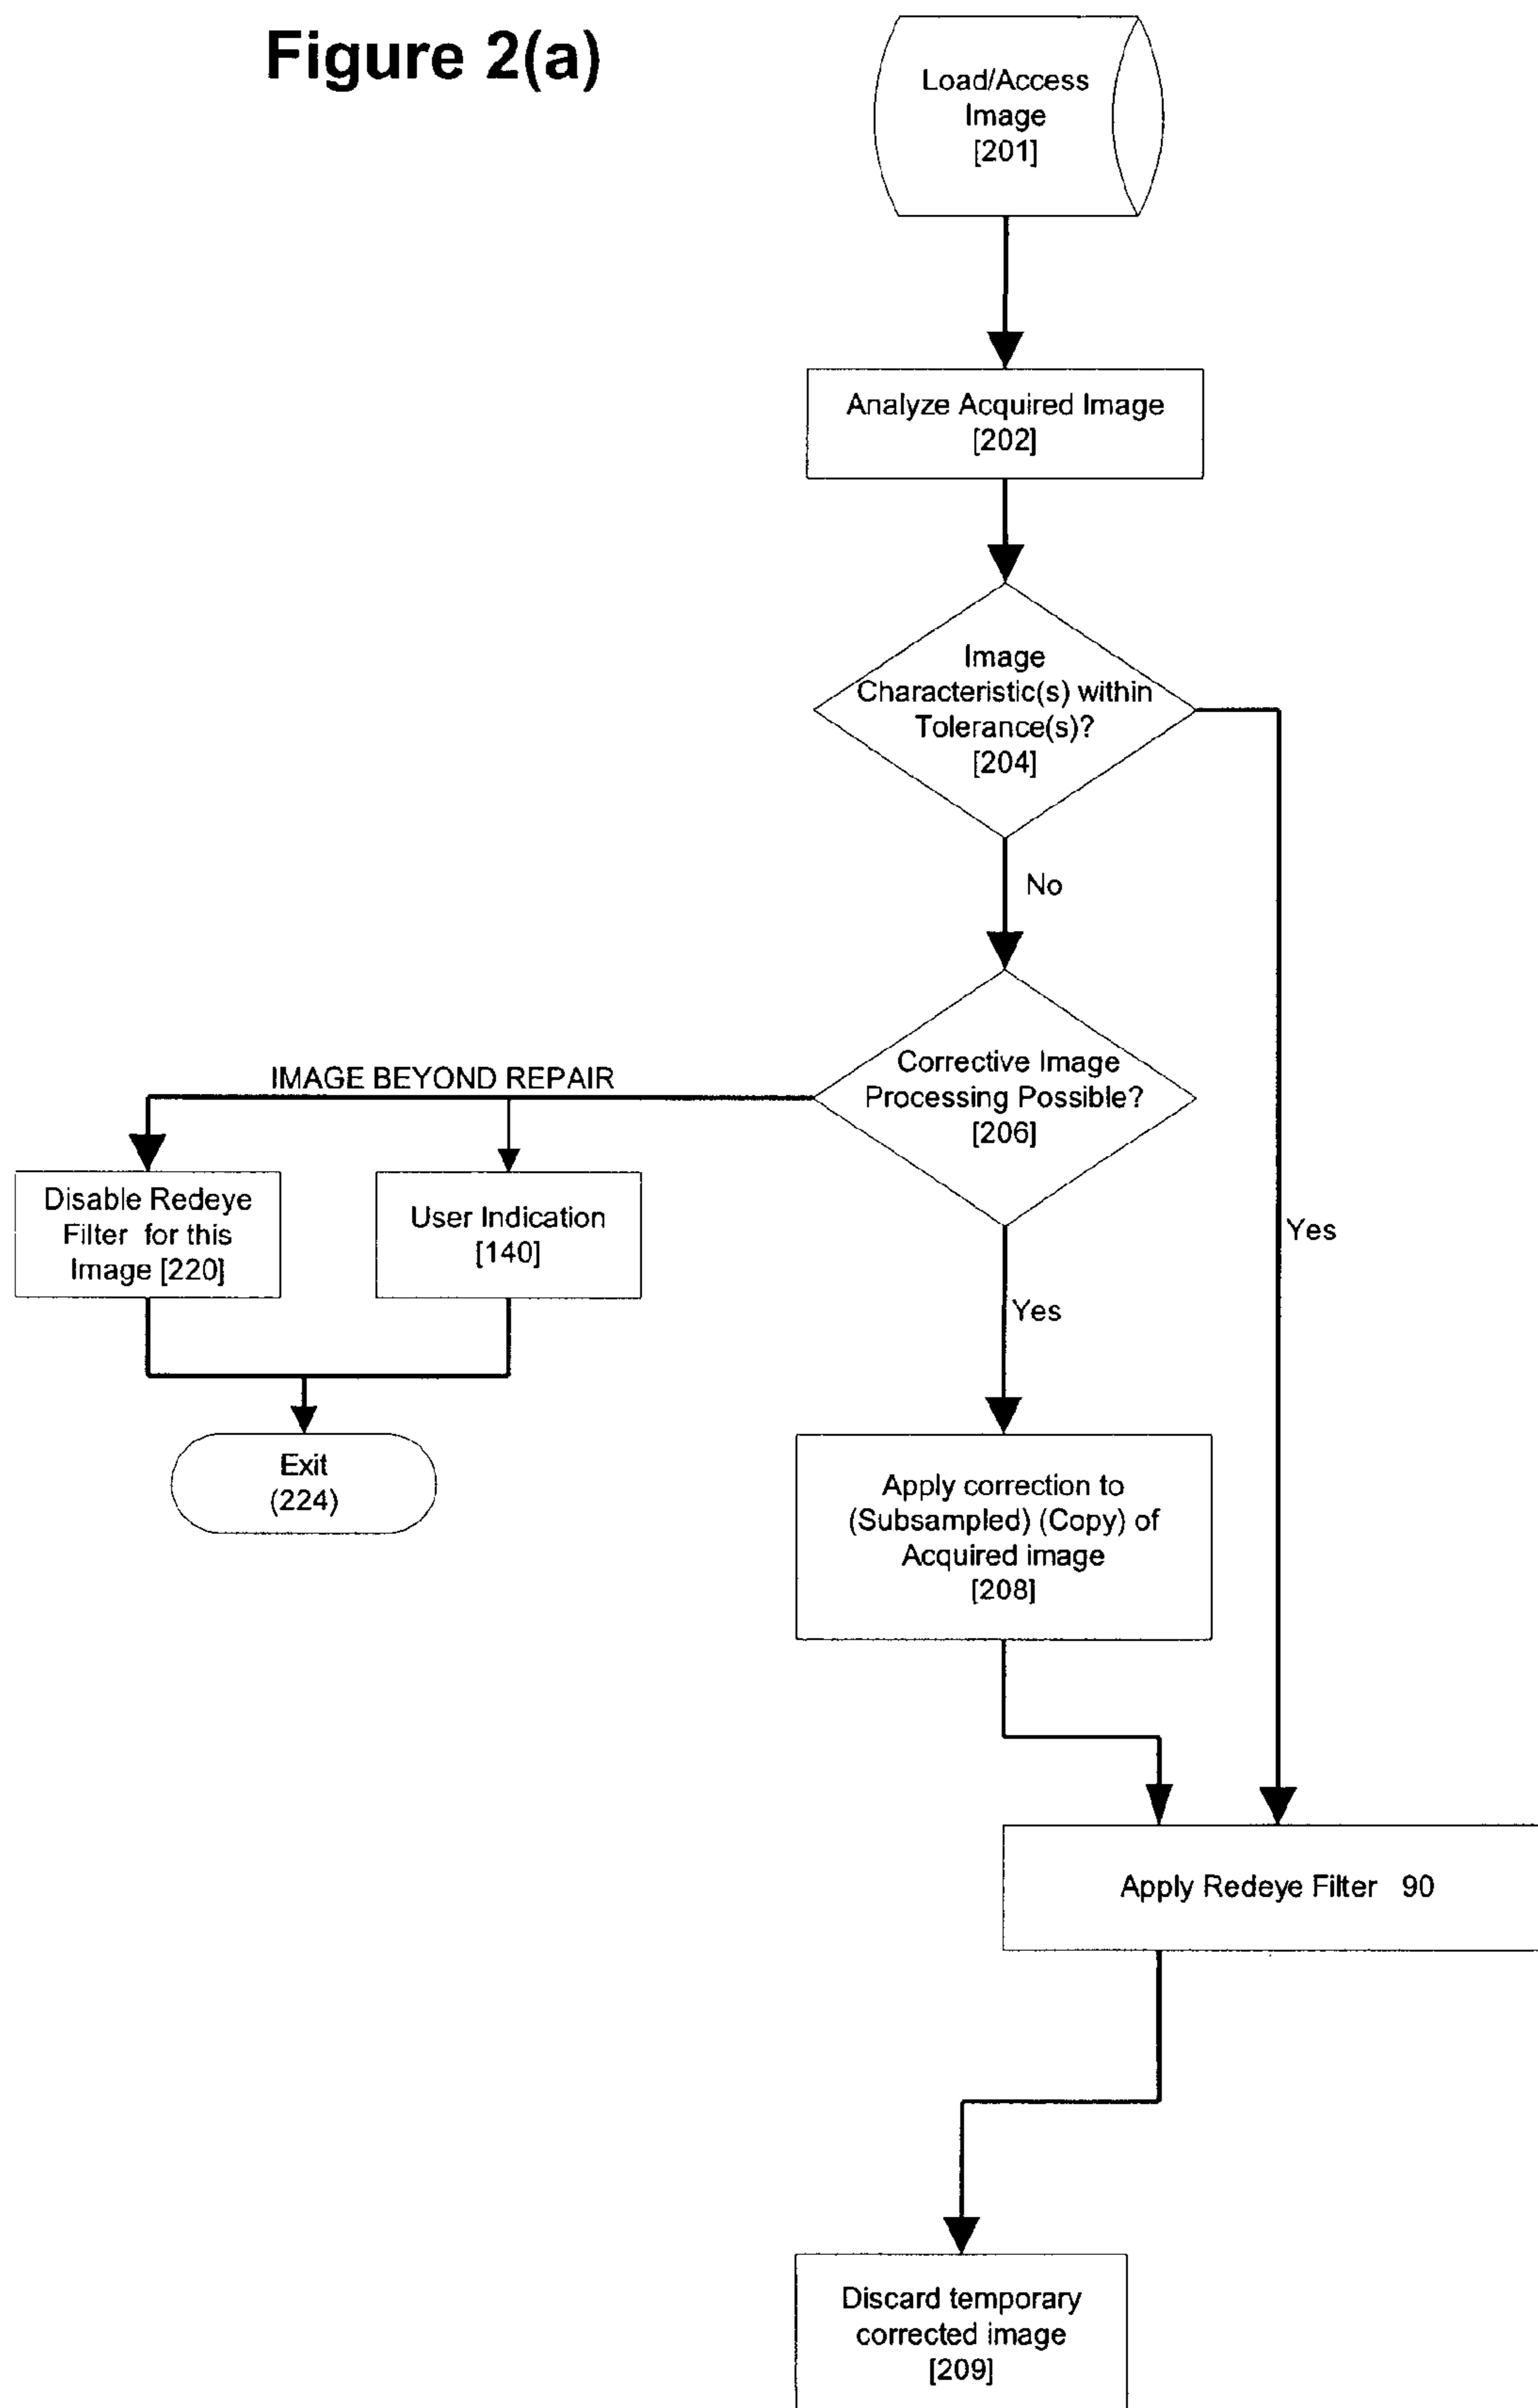 Figure 2(a)
Load/Access
Image
[201]
Analyze Acquired Image
[202]
Image
Characteristic(s) within
Tolerance(s)?
[204]
No
Corrective Image
Processing Possible?
[206]
IMAGE BEYOND REPAIR
Disable Redeye
Filter for this
Image [220]
User Indication
[140]
Yes
Yes
Exit
(224)
Apply correction to
(Subsampled) (Copy) of
Acquired image
[208]
Apply Redeye Filter 90
Discard temporary
corrected image
[209]